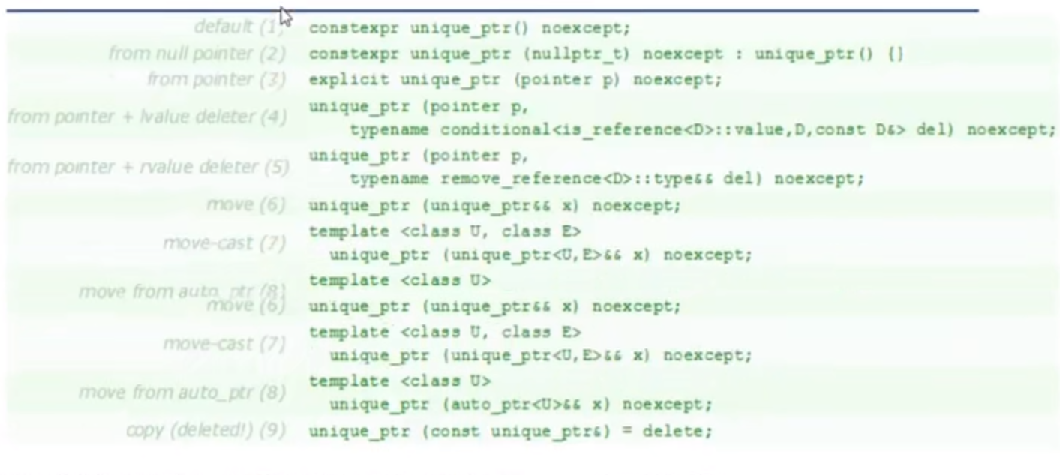 default (1) constexpr unique_ptr() noexcept;
from null pointer (2) constexpr unique_ptr (nullptr_t) noexcept : unique_ptr() {}
from pointer (3) explicit unique_ptr (pointer p) noexcept;
from pointer + lvalue deleter (4) unique_ptr (pointer p,
typename conditional<is_reference<D>::value,D,const D&> del) noexcept;
from pointer + rvalue deleter (5) unique_ptr (pointer p,
typename remove_reference<D>::type&& del) noexcept;
move (6) unique_ptr (unique_ptr&& x) noexcept;
move-cast (7) template <class U, class E>
unique_ptr (unique_ptr<U,E>&& x) noexcept;
move from auto_ptr (8) template <class U>
move (6) unique_ptr (unique_ptr&& x) noexcept;
move-cast (7) template <class U, class E>
unique_ptr (unique_ptr<U,E>&& x) noexcept;
move from auto_ptr (8) template <class U>
unique_ptr (auto_ptr<U>&& x) noexcept;
copy (deleted!) (9) unique_ptr (const unique_ptr&) = delete;